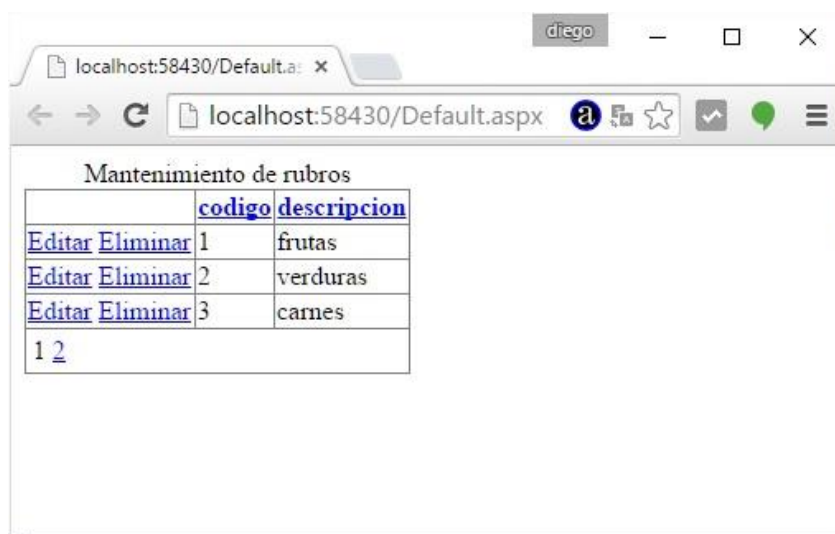 diego
localhost:58430/Default.a
localhost:58430/Default.aspx
a
Mantenimiento de rubros
codigo descripcion
Editar Eliminar 1 frutas
Editar Eliminar 2 verduras
Editar Eliminar 3 carnes
1 2